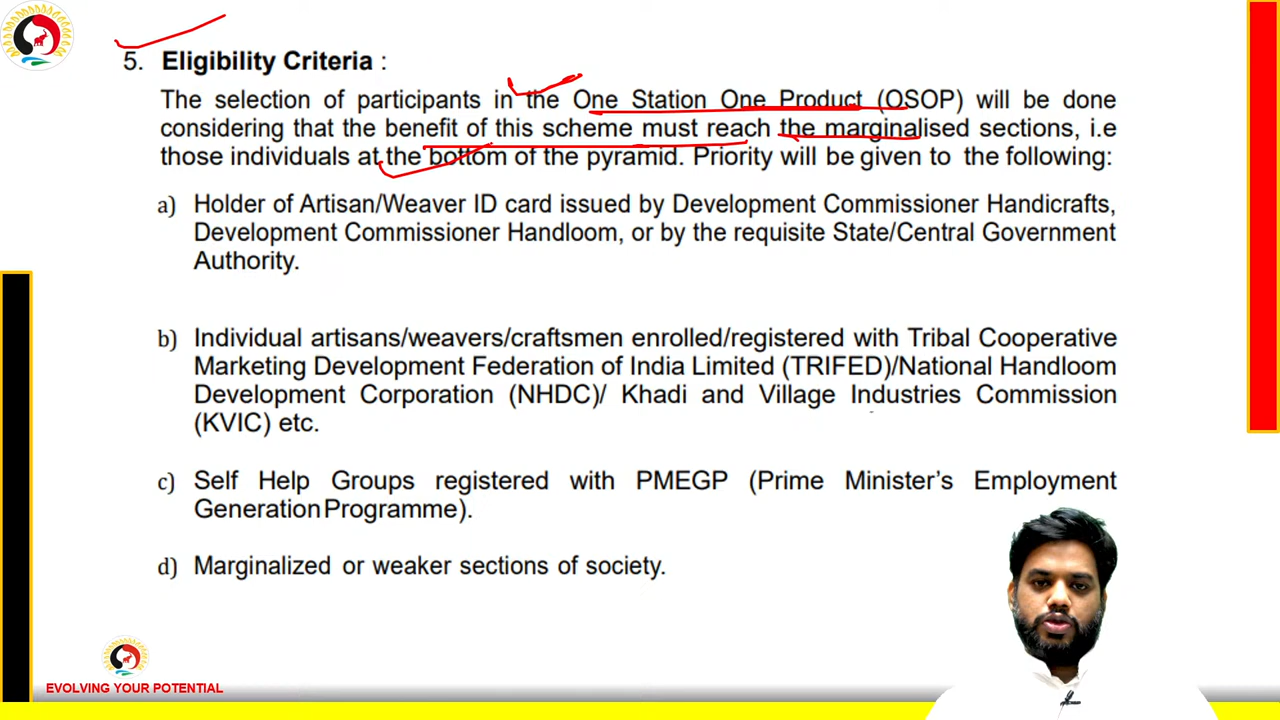 5. Eligibility Criteria :
The selection of participants in the One Station One Product (OSOP) will be done
considering that the benefit of this scheme must reach the marginalised sections, i.e
those individuals at the bottom of the pyramid. Priority will be given to the following:
a) Holder of Artisan/Weaver ID card issued by Development Commissioner Handicrafts,
Development Commissioner Handloom, or by the requisite State/Central Government
Authority.
b) Individual artisans/weavers/craftsmen enrolled/registered with Tribal Cooperative
Marketing Development Federation of India Limited (TRIFED)/National Handloom
Development Corporation (NHDC)/ Khadi and Village Industries Commission
(KVIC) etc.
c) Self Help Groups registered with PMEGP (Prime Minister’s Employment
Generation Programme).
d) Marginalized or weaker sections of society.
EVOLVING YOUR POTENTIAL